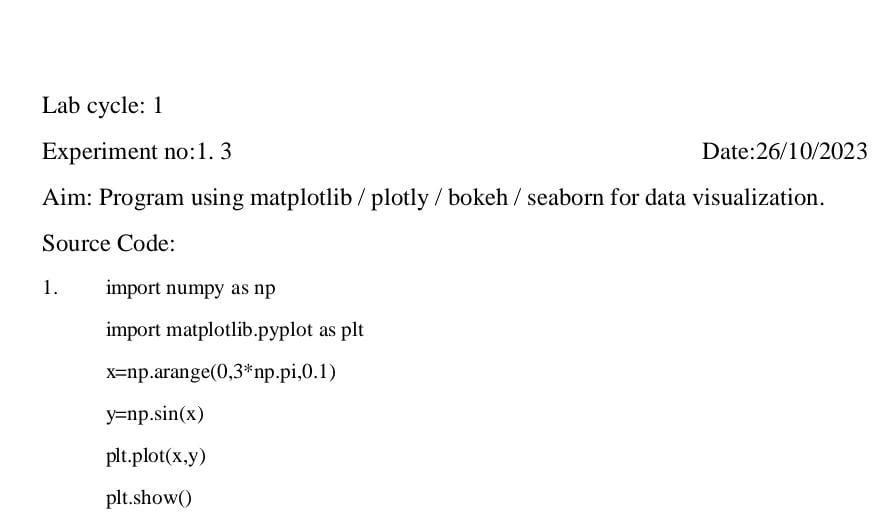 Lab cycle: 1
Experiment no:1. 3 Date:26/10/2023
Aim: Program using matplotlib / plotly / bokeh / seaborn for data visualization.
Source Code:
1. import numpy as np
import matplotlib.pyplot as plt
x=np.arange(0,3*np.pi,0.1)
y=np.sin(x)
plt.plot(x,y)
plt.show()